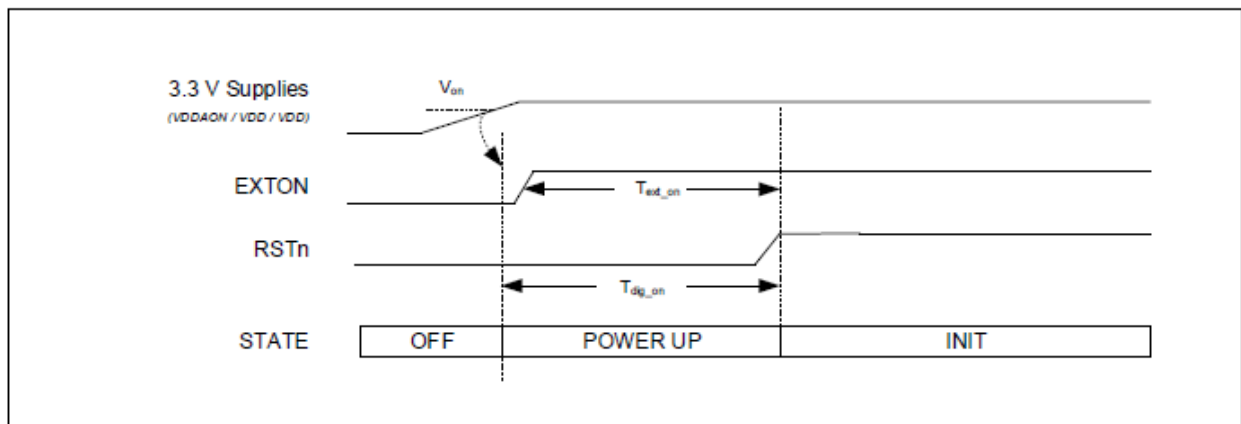 3.3 V Supplies
(VDDAON / VDD / VDD)
Von
EXTON
Text_on
RSTn
Tdig_on
STATE
OFF
POWER UP
INIT